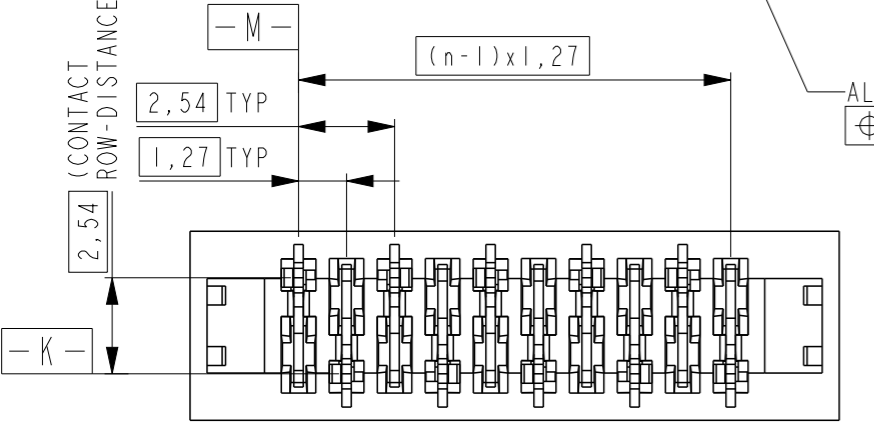 -M-
(n-1)x1,27
2,54 TYP
1,27 TYP
(CONTACT
ROW-DISTANCE
2,54
-K-
AL